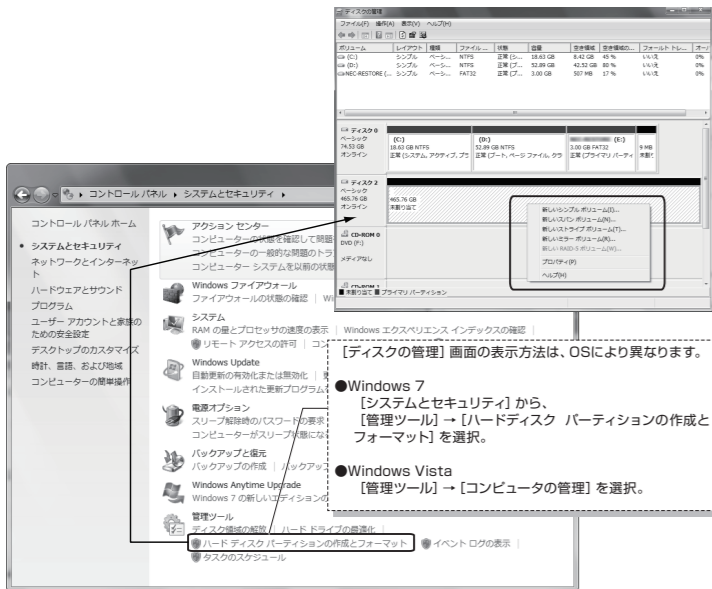 ディスクの管理
ファイル(F) 操作(A) 表示(V) ヘルプ(H)
ボリューム レイアウト 種類 ファイル ... 状態 容量 空き領域 空き領域の... フォールト トレ... オーバ
(C:) シンプル ベーシ... NTFS 正常 (シ... 18.63 GB 8.42 GB 45 % いいえ 0%
(D:) シンプル ベーシ... NTFS 正常 (ブ... 52.89 GB 42.52 GB 80 % いいえ 0%
NEC-RESTORE (... シンプル ベーシ... FAT32 正常 (プ... 3.00 GB 507 MB 17 % いいえ 0%
ディスク 0
ベーシック
74.53 GB
オンライン
(C:)
18.63 GB NTFS
正常 (システム, アクティブ, プラ
(D:)
52.89 GB NTFS
正常 (ブート, ページ ファイル, クラ
(E:)
3.00 GB FAT32
正常 (プライマリ パーティ
9 MB
未割て
ディスク 2
ベーシック
465.76 GB
オンライン
465.76 GB
未割り当て
新しいシンプル ボリューム(I)...
新しいスパン ボリューム(N)...
新しいストライプ ボリューム(T)...
新しいミラー ボリューム(R)...
新しい RAID-5 ボリューム(W)...
プロパティ(P)
ヘルプ(H)
CD-ROM 0
DVD (F:)
メディアなし
CD-ROM 1
未割り当て プライマリ パーティション
コントロール パネル システムとセキュリティ
コントロール パネル ホーム
システムとセキュリティ
ネットワークとインターネッ
ト
ハードウェアとサウンド
プログラム
ユーザー アカウントと家族の
ための安全設定
デスクトップのカスタマイズ
時計、言語、および地域
コンピューターの簡単操作
アクション センター
コンピューターの状態を確認して問題
コンピューターの一般的な問題のトラ
コンピューター システムを以前の状態
Windows ファイアウォール
ファイアウォールの状態の確認 Wi
システム
RAM の量とプロセッサの速度の表示 Windows エクスペリエンス インデックスの確認
リモート アクセスの許可 コン
Windows Update
自動更新の有効化または無効化
インストールされた更新プログラム
電源オプション
スリープ解除時のパスワードの要求
コンピューターがスリープ状態にな
バックアップと復元
バックアップの作成 バックアッ
Windows Anytime Upgrade
Windows 7 の新しいエディションの
管理ツール
ディスク領域の解放 ハード ドライブの最適化
ハード ディスク パーティションの作成とフォーマット イベント ログの表示
タスクのスケジュール
[ディスクの管理] 画面の表示方法は、OSにより異なります。
●Windows 7
[システムとセキュリティ] から、
[管理ツール] → [ハードディスク パーティションの作成と
フォーマット] を選択。
●Windows Vista
[管理ツール] → [コンピュータの管理] を選択。